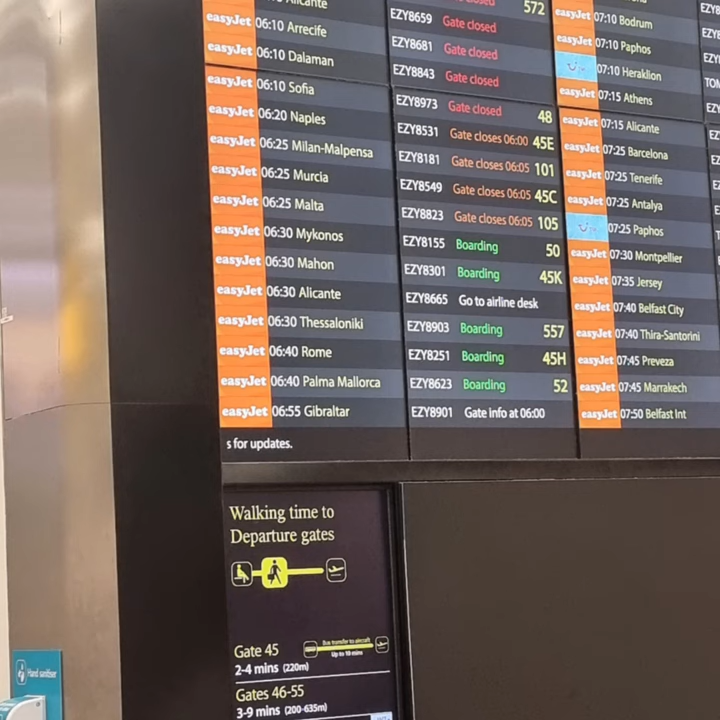 Gate closed 572 easyJet 07:10 Bodrum
Alicante EZY8659 Gate closed easyJet 07:10 Paphos
easyJet 06:10 Arrecife EZY8681 Gate closed 07:10 Heraklion
easyJet 06:10 Dalaman EZY8843 Gate closed easyJet 07:15 Athens
easyJet 06:10 Sofia EZY8973 Gate closed 48 easyJet 07:15 Alicante
easyJet 06:20 Naples EZY8531 Gate closes 06:00 45E easyJet 07:25 Barcelona
easyJet 06:25 Milan-Malpensa EZY8181 Gate closes 06:05 101 easyJet 07:25 Tenerife
easyJet 06:25 Murcia EZY8549 Gate closes 06:05 45C easyJet 07:25 Antalya
easyJet 06:25 Malta EZY8823 Gate closes 06:05 105 07:25 Paphos
easyJet 06:30 Mykonos EZY8155 Boarding 50 easyJet 07:30 Montpellier
easyJet 06:30 Mahon EZY8301 Boarding 45K easyJet 07:35 Jersey
easyJet 06:30 Alicante EZY8665 Go to airline desk easyJet 07:40 Belfast City
easyJet 06:30 Thessaloniki EZY8903 Boarding 557 easyJet 07:40 Thira-Santorini
easyJet 06:40 Rome EZY8251 Boarding 45H easyJet 07:45 Preveza
easyJet 06:40 Palma Mallorca EZY8623 Boarding 52 easyJet 07:45 Marrakech
easyJet 06:55 Gibraltar EZY8901 Gate info at 06:00 easyJet 07:50 Belfast Int
s for updates.
Walking time to
Departure gates
Gate 45
2-4 mins (220m)
Bus transfer to aircraft
Up to 10 mins
Gates 46-55
3-9 mins (200-635m)
Hand sanitiser